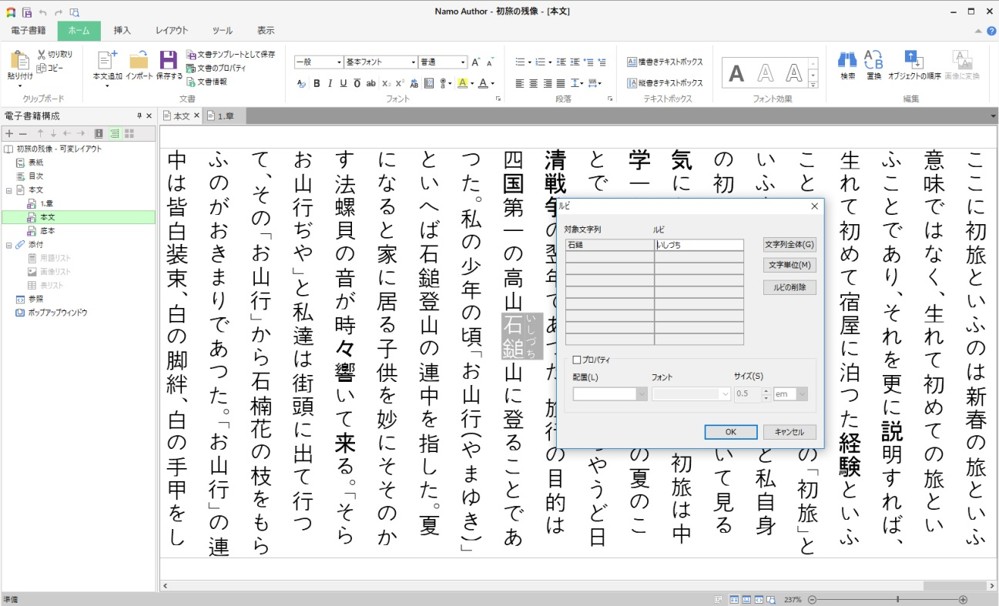 Namo Author - 初旅の残像 - [本文]
電子書籍 ホーム 挿入 レイアウト ツール 表示
貼り付け
切り取り
コピー
クリップボード
本文追加 インポート 保存する
文書テンプレートとして保存
文書のプロパティ
文書情報
文書
一般 基本フォント 普通
フォント
段落
横書きテキストボックス
縦書きテキストボックス
テキストボックス
フォント効果
検索 置換 オブジェクトの順序 画像に変換
編集
電子書籍構成
初旅の残像 - 可変レイアウト
表紙
目次
本文
1.章
本文
底本
添付
用語リスト
画像リスト
表リスト
参照
ポップアップウィンドウ
本文 1.章
ここに初旅といふのは新春の旅といふ
意味ではなく、生れて初めての旅とい
ふことであり、それを更に説明すれば、
生れて初めて宿屋に泊つた経験といふ
こと
の「初旅」と
いふ
と私自身
の初
いて見る
気に
初旅は中
学一
の夏のこ
とで
やうど日
清戦争の翌年であつた。旅行の目的は
四国第一の高山石鎚山に登ることであ
いしづち
つた。私の少年の頃「お山行(やまゆき)」
といへば石鎚登山の連中を指した。夏
になると家に居る子供を妙にそそのか
す法螺貝の音が時々響いて来る。「そら
お山行ぢや」と私達は街頭に出て行つ
て、その「お山行」から石楠花の枝をもら
ふのがおきまりであつた。「お山行」の連
中は皆白装束、白の脚絆、白の手甲をし
ルビ
対象文字列 ルビ
石鎚 いしづち
文字列全体(G)
文字単位(M)
ルビの削除
プロパティ
配置(L) フォント サイズ(S)
0.5 em
OK キャンセル
準備
237%